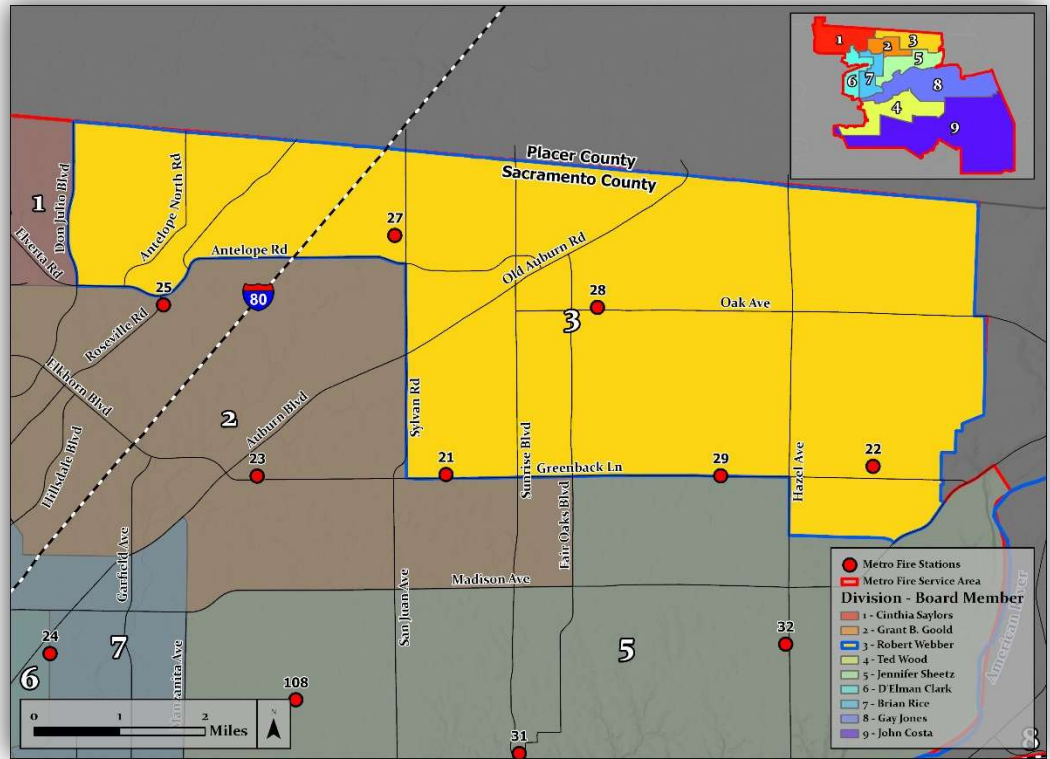 1
3
2
5
6
7
8
4
9
Placer County
Sacramento County
1
Don Julio Blvd
Antelope North Rd
Elverta Rd
27
Antelope Rd
Old Auburn Rd
25
80
28
Oak Ave
3
Roseville Rd
Elkhorn Blvd
2
Auburn Blvd
Sylvan Rd
Hillsdale Blvd
23
21
Greenback Ln
29
22
Sunrise Blvd
Fair Oaks Blvd
Hazel Ave
Garfield Ave
Madison Ave
San Juan Ave
24
7
6
Manzanita Ave
5
32
108
31
American River
8
Metro Fire Stations
Metro Fire Service Area
Division - Board Member
1 - Cinthia Saylors
2 - Grant B. Goold
3 - Robert Webber
4 - Ted Wood
5 - Jennifer Sheetz
6 - D'Elman Clark
7 - Brian Rice
8 - Gay Jones
9 - John Costa
0 1 2
Miles
N